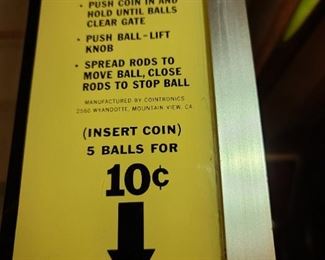 • PUSH COIN IN AND
HOLD UNTIL BALLS
CLEAR GATE
• PUSH BALL-LIFT
KNOB
• SPREAD RODS TO
MOVE BALL, CLOSE
RODS TO STOP BALL
MANUFACTURED BY COINTRONICS
2560 WYANDOTTE, MOUNTAIN VIEW, CA.
(INSERT COIN)
5 BALLS FOR
10¢